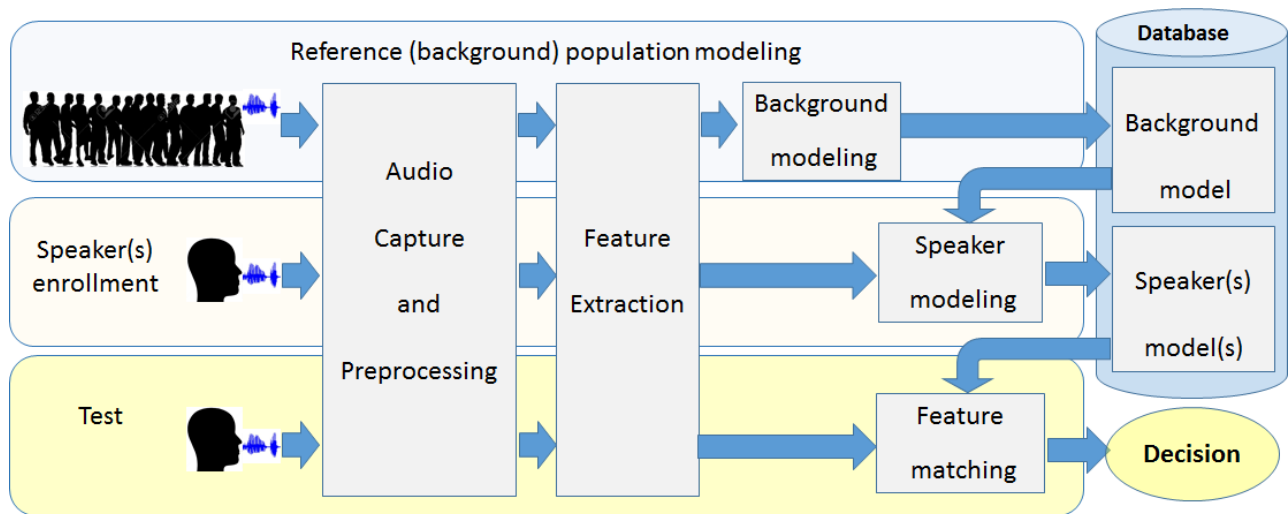 Reference (background) population modeling
Database
Background
modeling
Background
model
Audio
Capture
and
Preprocessing
Feature
Extraction
Speaker(s)
enrollment
Speaker
modeling
Speaker(s)
model(s)
Test
Feature
matching
Decision